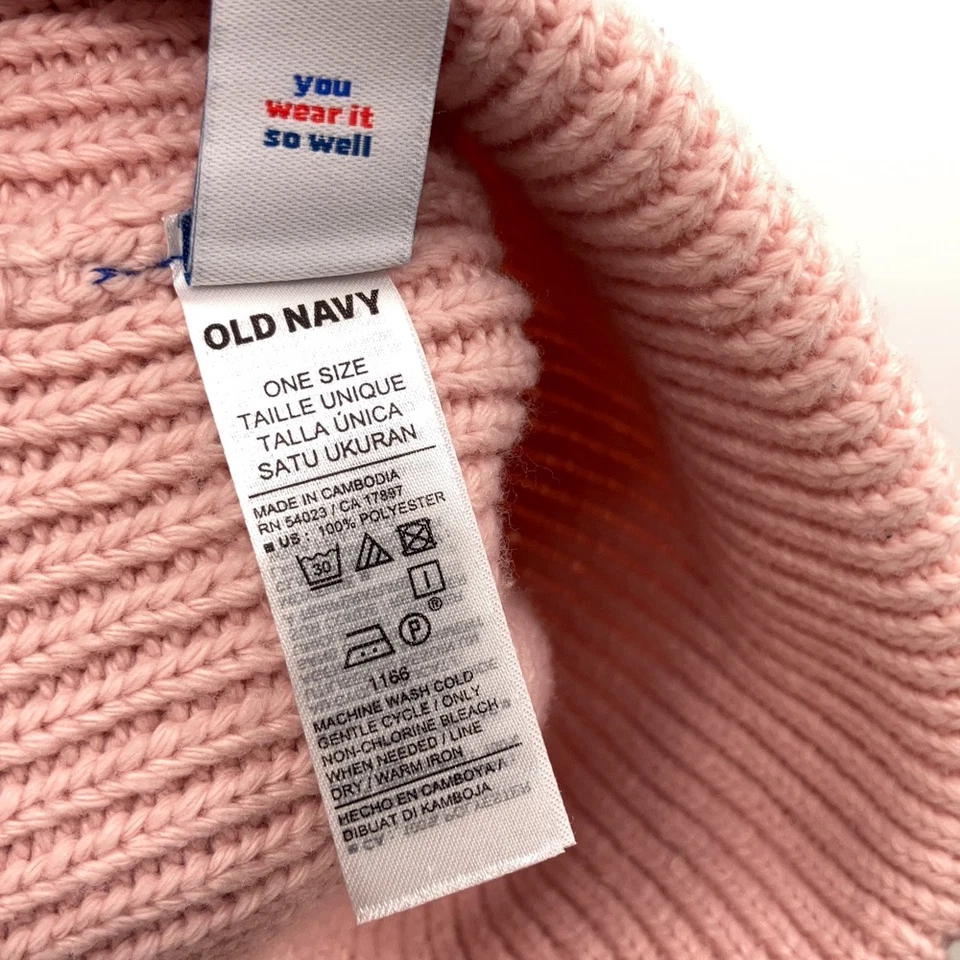 you
wear it
so well
OLD NAVY
ONE SIZE
TAILLE UNIQUE
TALLA ÚNICA
SATU UKURAN
MADE IN CAMBODIA
RN 54023 / CA 17897
US : 100% POLYESTER
30
P
®
1166
MACHINE WASH COLD
GENTLE CYCLE / ONLY
NON-CHLORINE BLEACH
WHEN NEEDED / LINE
DRY / WARM IRON
HECHO EN CAMBOYA /
DIBUAT DI KAMBOJA